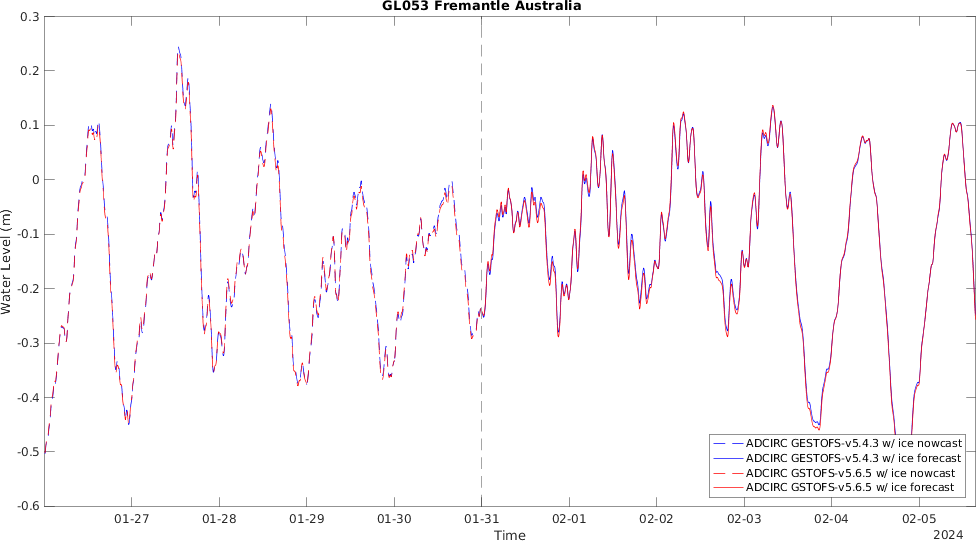 GL053 Fremantle Australia
0.3
0.2
0.1
0
-0.1
-0.2
-0.3
-0.4
-0.5
-0.6
Water Level (m)
01-27 01-28 01-29 01-30 01-31 02-01 02-02 02-03 02-04 02-05
Time
2024
ADCIRC GESTOFS-v5.4.3 w/ ice nowcast
ADCIRC GESTOFS-v5.4.3 w/ ice forecast
ADCIRC GSTOFS-v5.6.5 w/ ice nowcast
ADCIRC GSTOFS-v5.6.5 w/ ice forecast